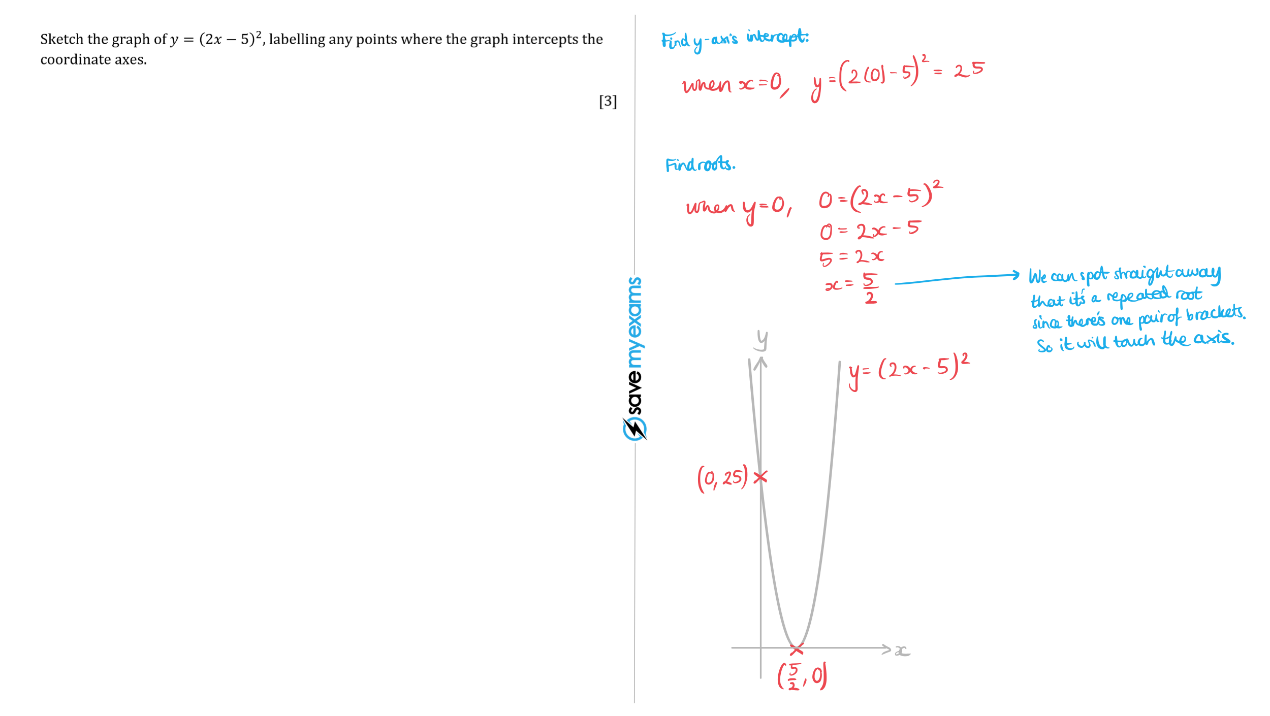 Sketch the graph of y = (2x − 5)², labelling any points where the graph intercepts the
coordinate axes.
[3]
savemyexams
Find y-axis intercept:
when x=0, y=(2(0)-5)² = 25
Find roots.
when y=0, 0=(2x-5)²
0=2x-5
5=2x
x=5/2
We can spot straight away
that it's a repeated root
since there's one pair of brackets.
So it will touch the axis.
y
y=(2x-5)²
(0,25)
x
(5/2,0)